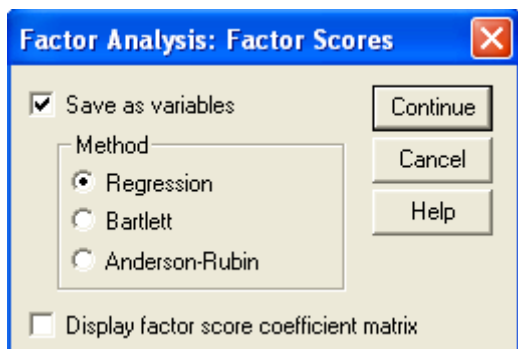 Factor Analysis: Factor Scores
Save as variables
Continue
Method
Cancel
Regression
Help
Bartlett
Anderson-Rubin
Display factor score coefficient matrix